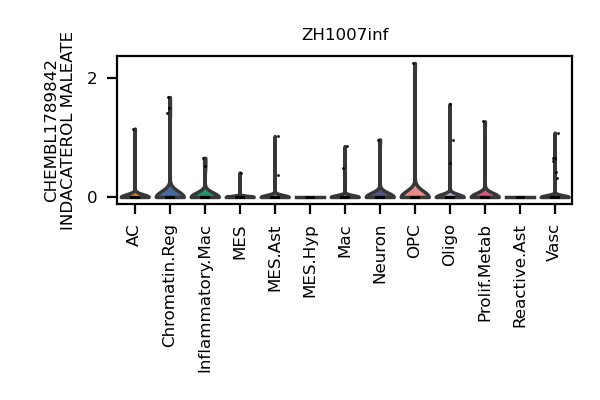 ZH1007inf
CHEMBL1789842
INDACATEROL MALEATE
2
0
AC
Chromatin.Reg
Inflammatory.Mac
MES
MES.Ast
MES.Hyp
Mac
Neuron
OPC
Oligo
Prolif.Metab
Reactive.Ast
Vasc